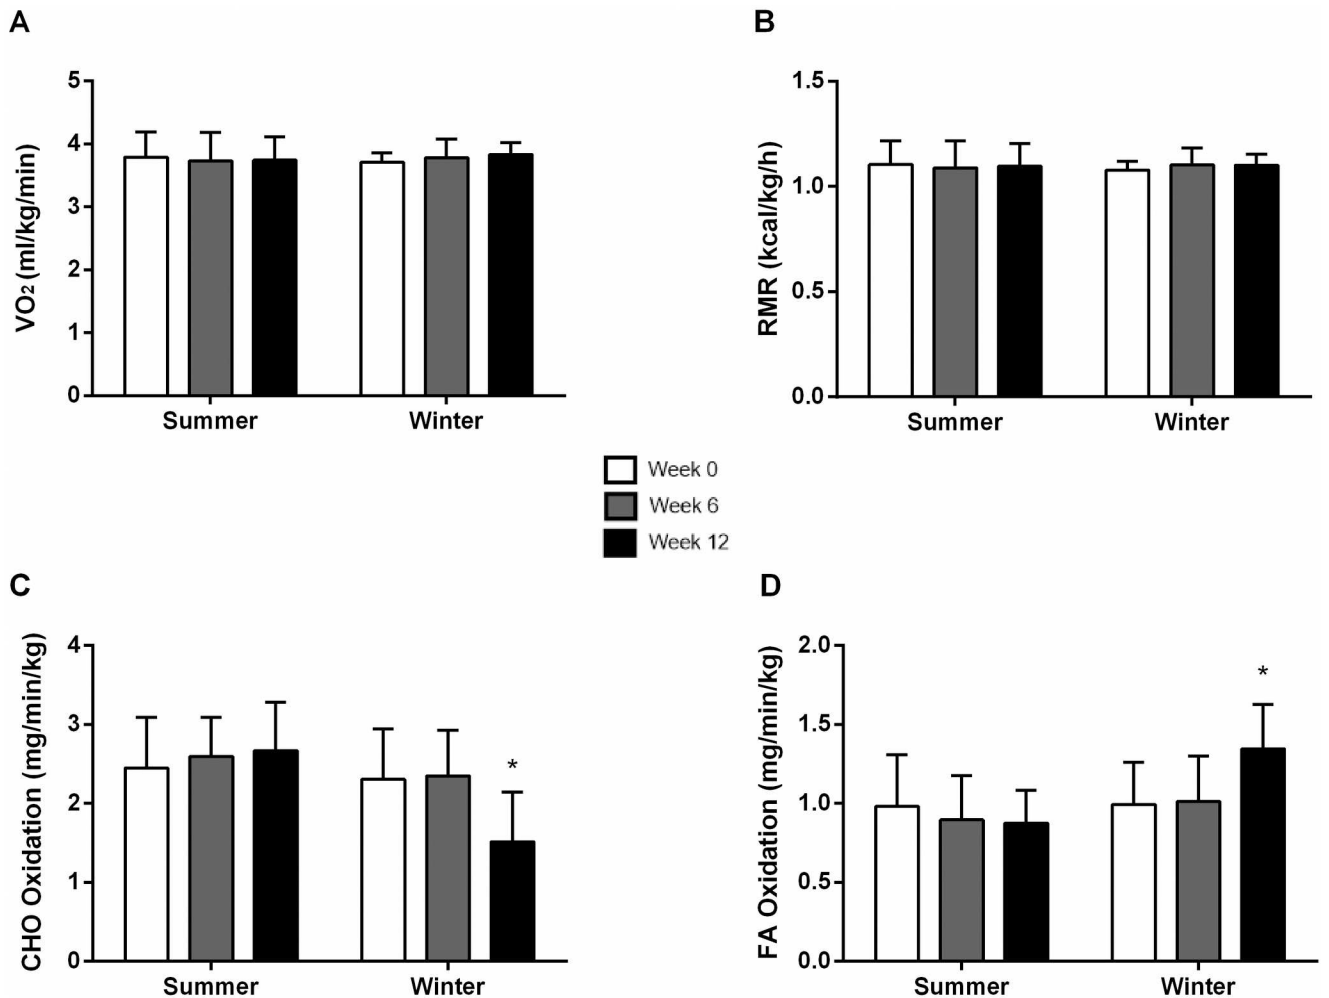 A
B
VO2 (ml/kg/min)
5
4
3
2
1
0
Summer
Winter
RMR (kcal/kg/h)
1.5
1.0
0.5
0.0
Summer
Winter
Week 0
Week 6
Week 12
C
D
CHO Oxidation (mg/min/kg)
4
3
2
1
0
*
Summer
Winter
FA Oxidation (mg/min/kg)
2.0
1.5
1.0
0.5
0.0
*
Summer
Winter